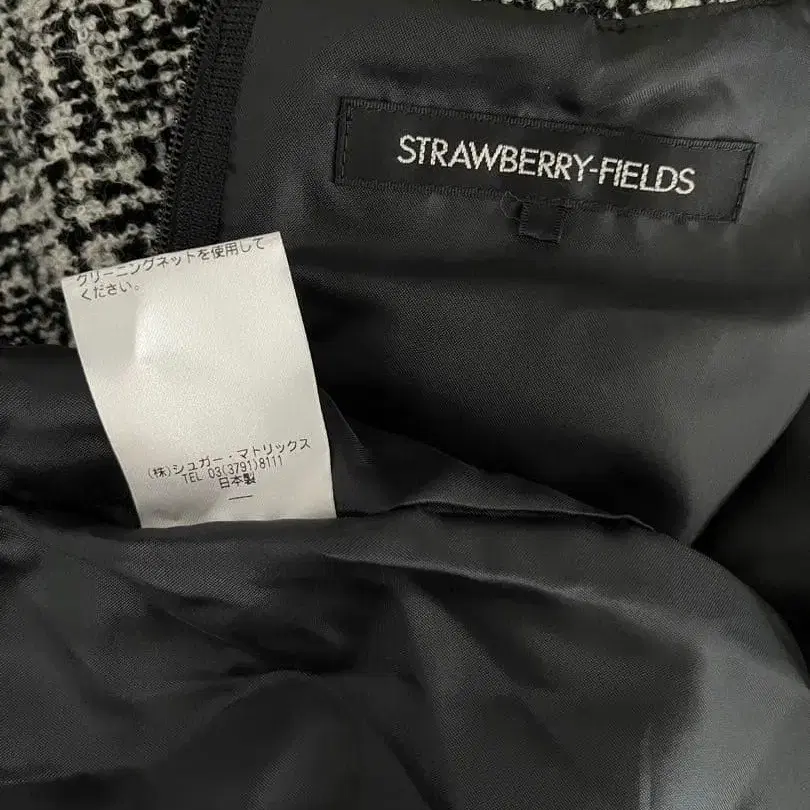 STRAWBERRY-FIELDS
クリーニングネットを使用して
ください。
(株)シュガー・マトリックス
TEL 03(3791)8111
日本製